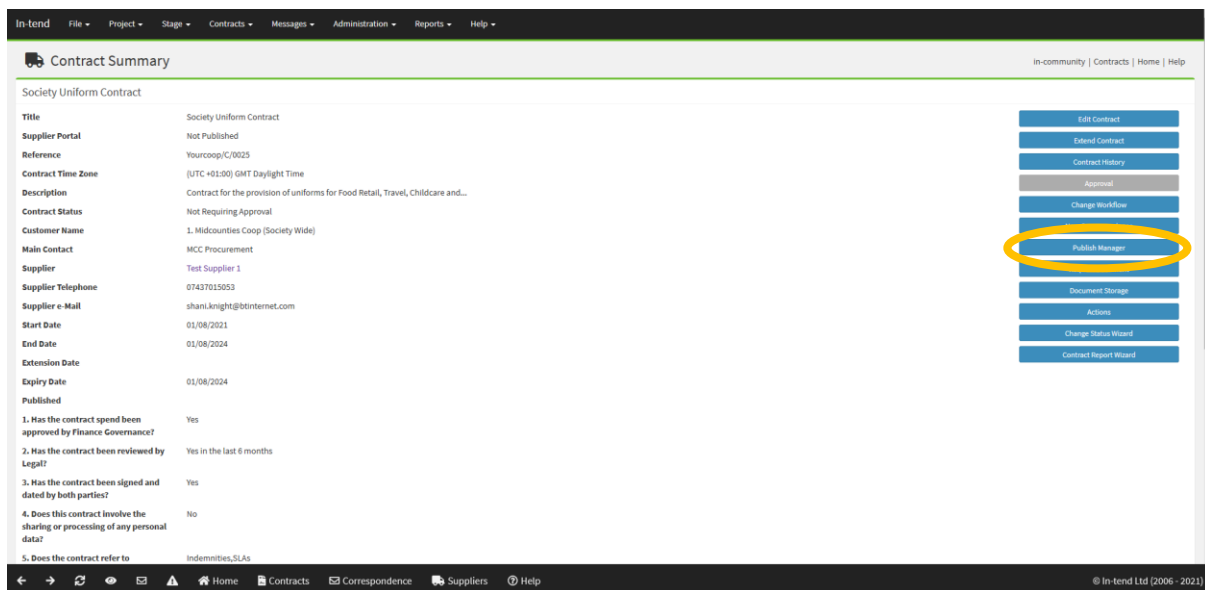 In-tend File Project Stage Contracts Messages Administration Reports Help
Contract Summary in-community | Contracts | Home | Help
Society Uniform Contract
Title Society Uniform Contract Edit Contract
Supplier Portal Not Published Extend Contract
Reference Yourcoop/C/0025 Contract History
Contract Time Zone (UTC +01:00) GMT Daylight Time Approval
Description Contract for the provision of uniforms for Food Retail, Travel, Childcare and... Change Workflow
Contract Status Not Requiring Approval
Customer Name 1. Midcounties Coop (Society Wide)
Main Contact MCC Procurement Publish Manager
Supplier Test Supplier 1
Supplier Telephone 07437015053 Document Storage
Supplier e-Mail shani.knight@btinternet.com Actions
Start Date 01/08/2021 Change Status Wizard
End Date 01/08/2024 Contract Report Wizard
Extension Date
Expiry Date 01/08/2024
Published
1. Has the contract spend been Yes
approved by Finance Governance?
2. Has the contract been reviewed by Yes in the last 6 months
Legal?
3. Has the contract been signed and Yes
dated by both parties?
4. Does this contract involve the No
sharing or processing of any personal
data?
5. Does the contract refer to Indemnities,SLAs
Home Contracts Correspondence Suppliers Help © In-tend Ltd (2006 - 2021)